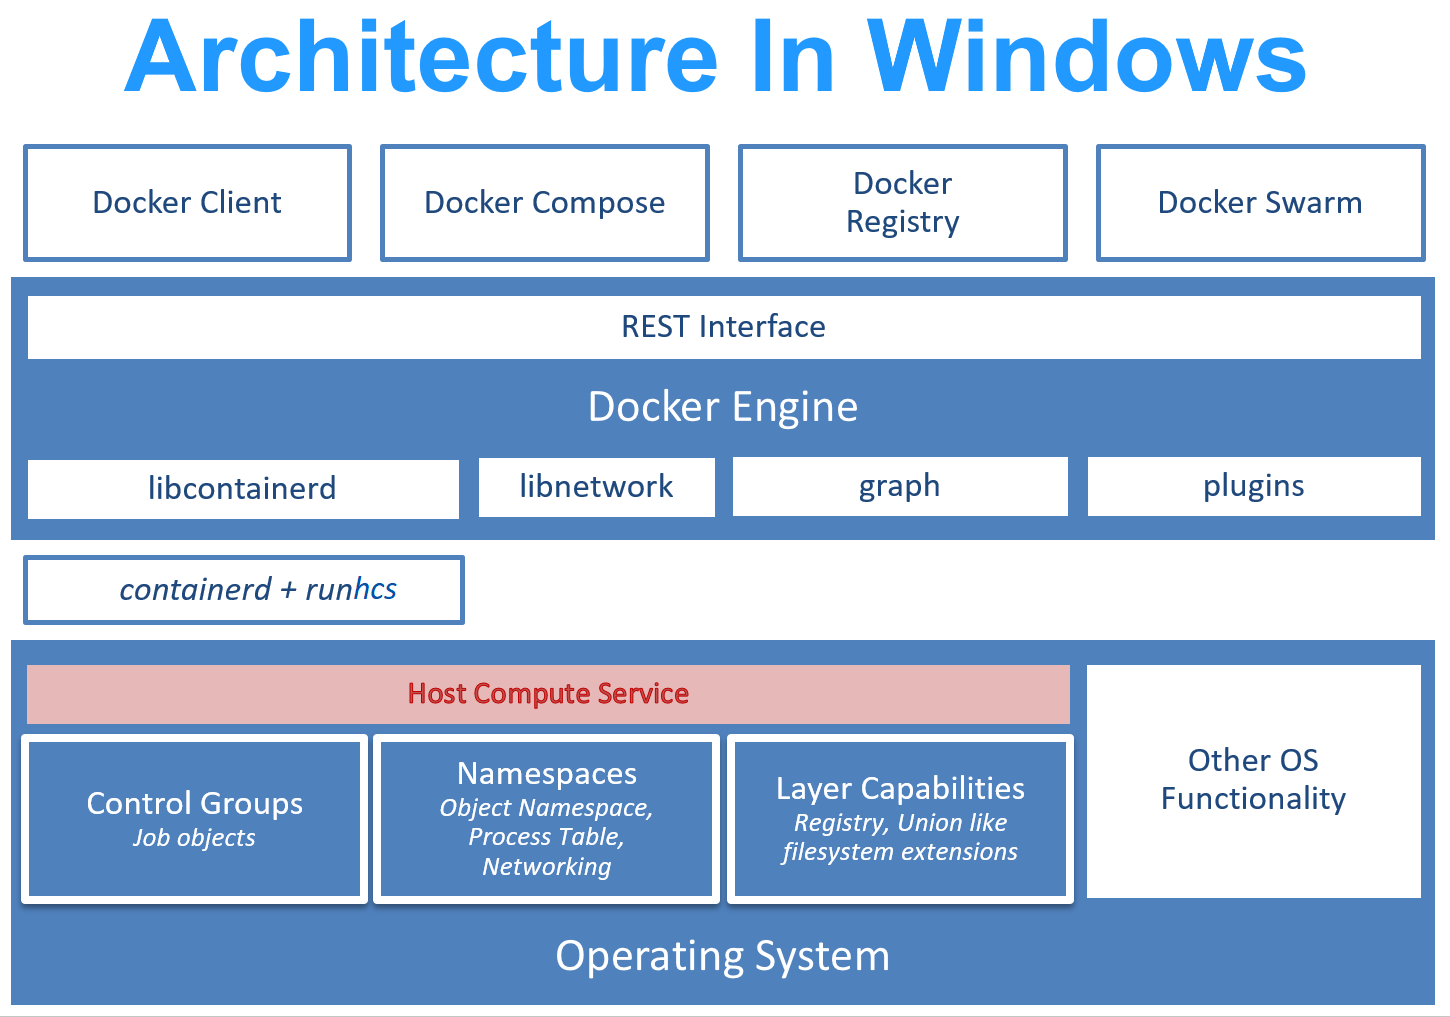 Architecture In Windows
Docker Client
Docker Compose
Docker
Registry
Docker Swarm
REST Interface
Docker Engine
libcontainerd
libnetwork
graph
plugins
containerd + runhcs
Host Compute Service
Control Groups
Job objects
Namespaces
Object Namespace,
Process Table,
Networking
Layer Capabilities
Registry, Union like
filesystem extensions
Other OS
Functionality
Operating System